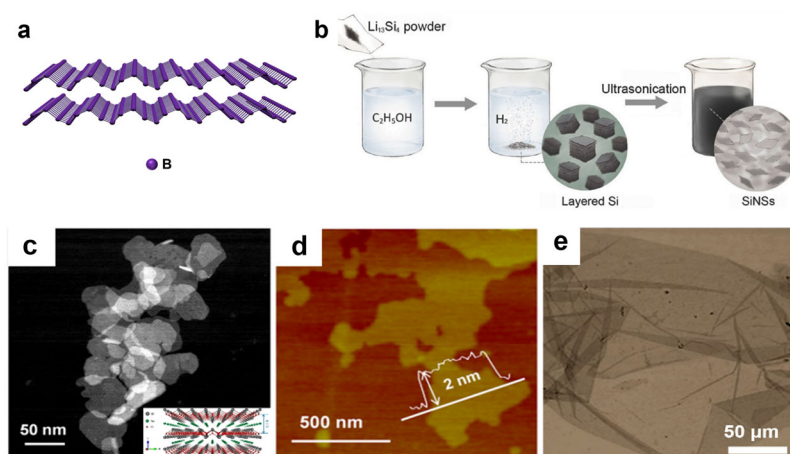 a
B
b
Li₁₃Si₄ powder
C₂H₅OH
H₂
Ultrasonication
Layered Si
SiNSs
c
50 nm
d
2 nm
500 nm
e
50 μm